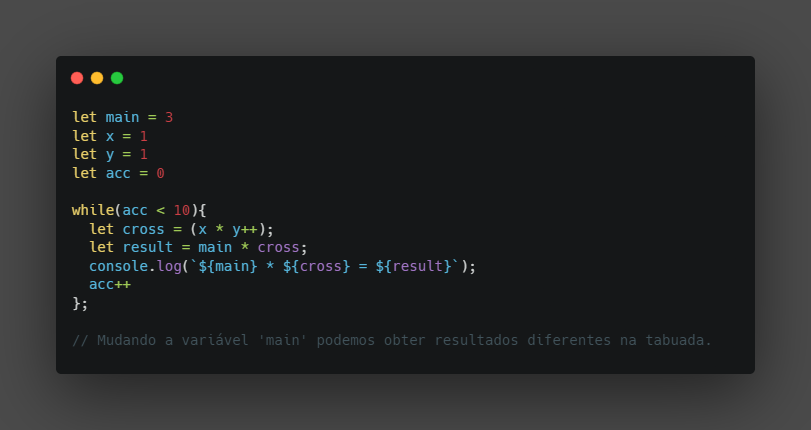 let main = 3
let x = 1
let y = 1
let acc = 0
while(acc < 10){
  let cross = (x * y++);
  let result = main * cross;
  console.log(`${main} * ${cross} = ${result}`);
  acc++
};
// Mudando a variável 'main' podemos obter resultados diferentes na tabuada.